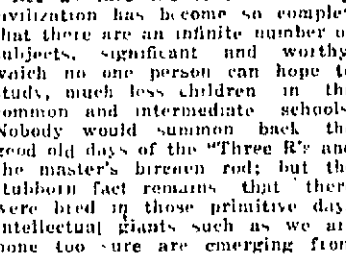 civilization has become so complex
that there are an infinite number of
subjects, significant and worthy,
which no one person can hope to
study, much less children in the
common and intermediate schools.
Nobody would summon back the
good old days of the "Three R's and
the master's birchen rod; but the
stubborn fact remains that there
were bred in those primitive days
intellectual giants such as we are
none too sure are emerging from